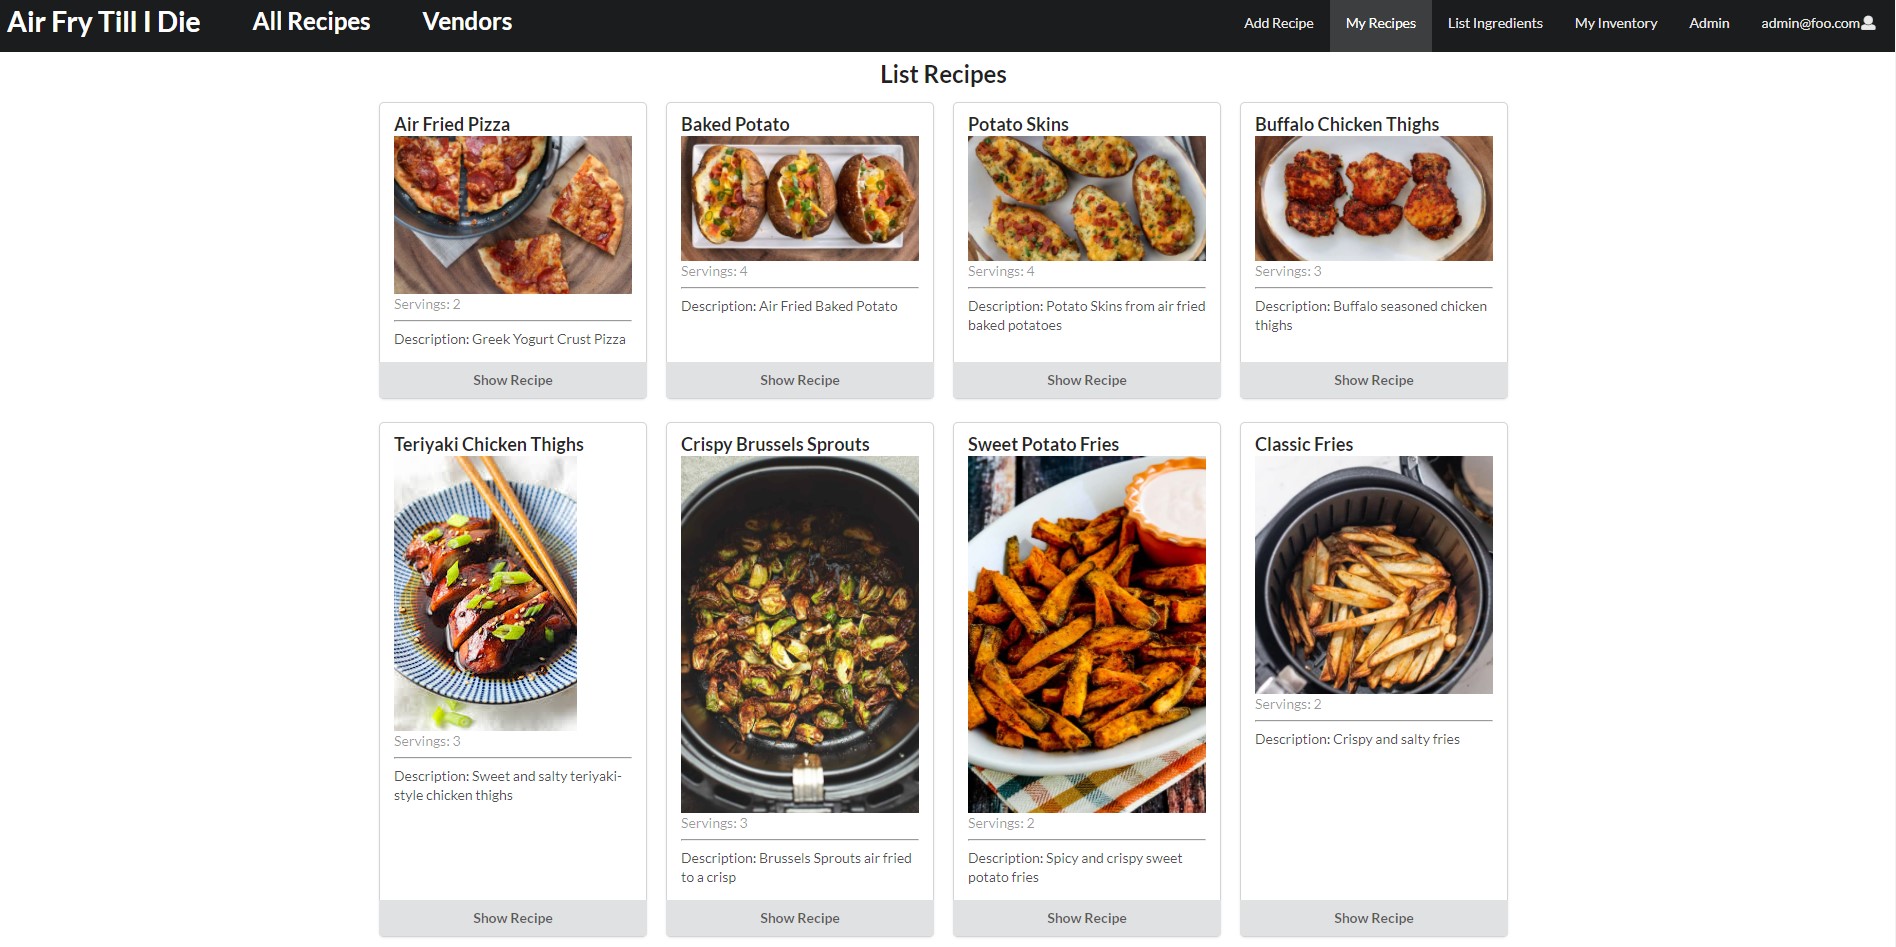 Air Fry Till I Die
All Recipes
Vendors
Add Recipe
My Recipes
List Ingredients
My Inventory
Admin
admin@foo.com
List Recipes
Air Fried Pizza
Servings: 2
Description: Greek Yogurt Crust Pizza
Show Recipe
Baked Potato
Servings: 4
Description: Air Fried Baked Potato
Show Recipe
Potato Skins
Servings: 4
Description: Potato Skins from air fried
baked potatoes
Show Recipe
Buffalo Chicken Thighs
Servings: 3
Description: Buffalo seasoned chicken
thighs
Show Recipe
Teriyaki Chicken Thighs
Servings: 3
Description: Sweet and salty teriyaki-
style chicken thighs
Show Recipe
Crispy Brussels Sprouts
Servings: 3
Description: Brussels Sprouts air fried
to a crisp
Show Recipe
Sweet Potato Fries
Servings: 2
Description: Spicy and crispy sweet
potato fries
Show Recipe
Classic Fries
Servings: 2
Description: Crispy and salty fries
Show Recipe